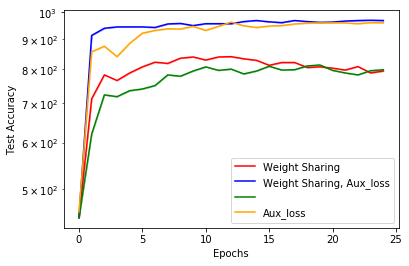 10³
9 × 10²
8 × 10²
7 × 10²
6 × 10²
5 × 10²
Test Accuracy
0 5 10 15 20 25
Epochs
Weight Sharing
Weight Sharing, Aux_loss
Aux_loss